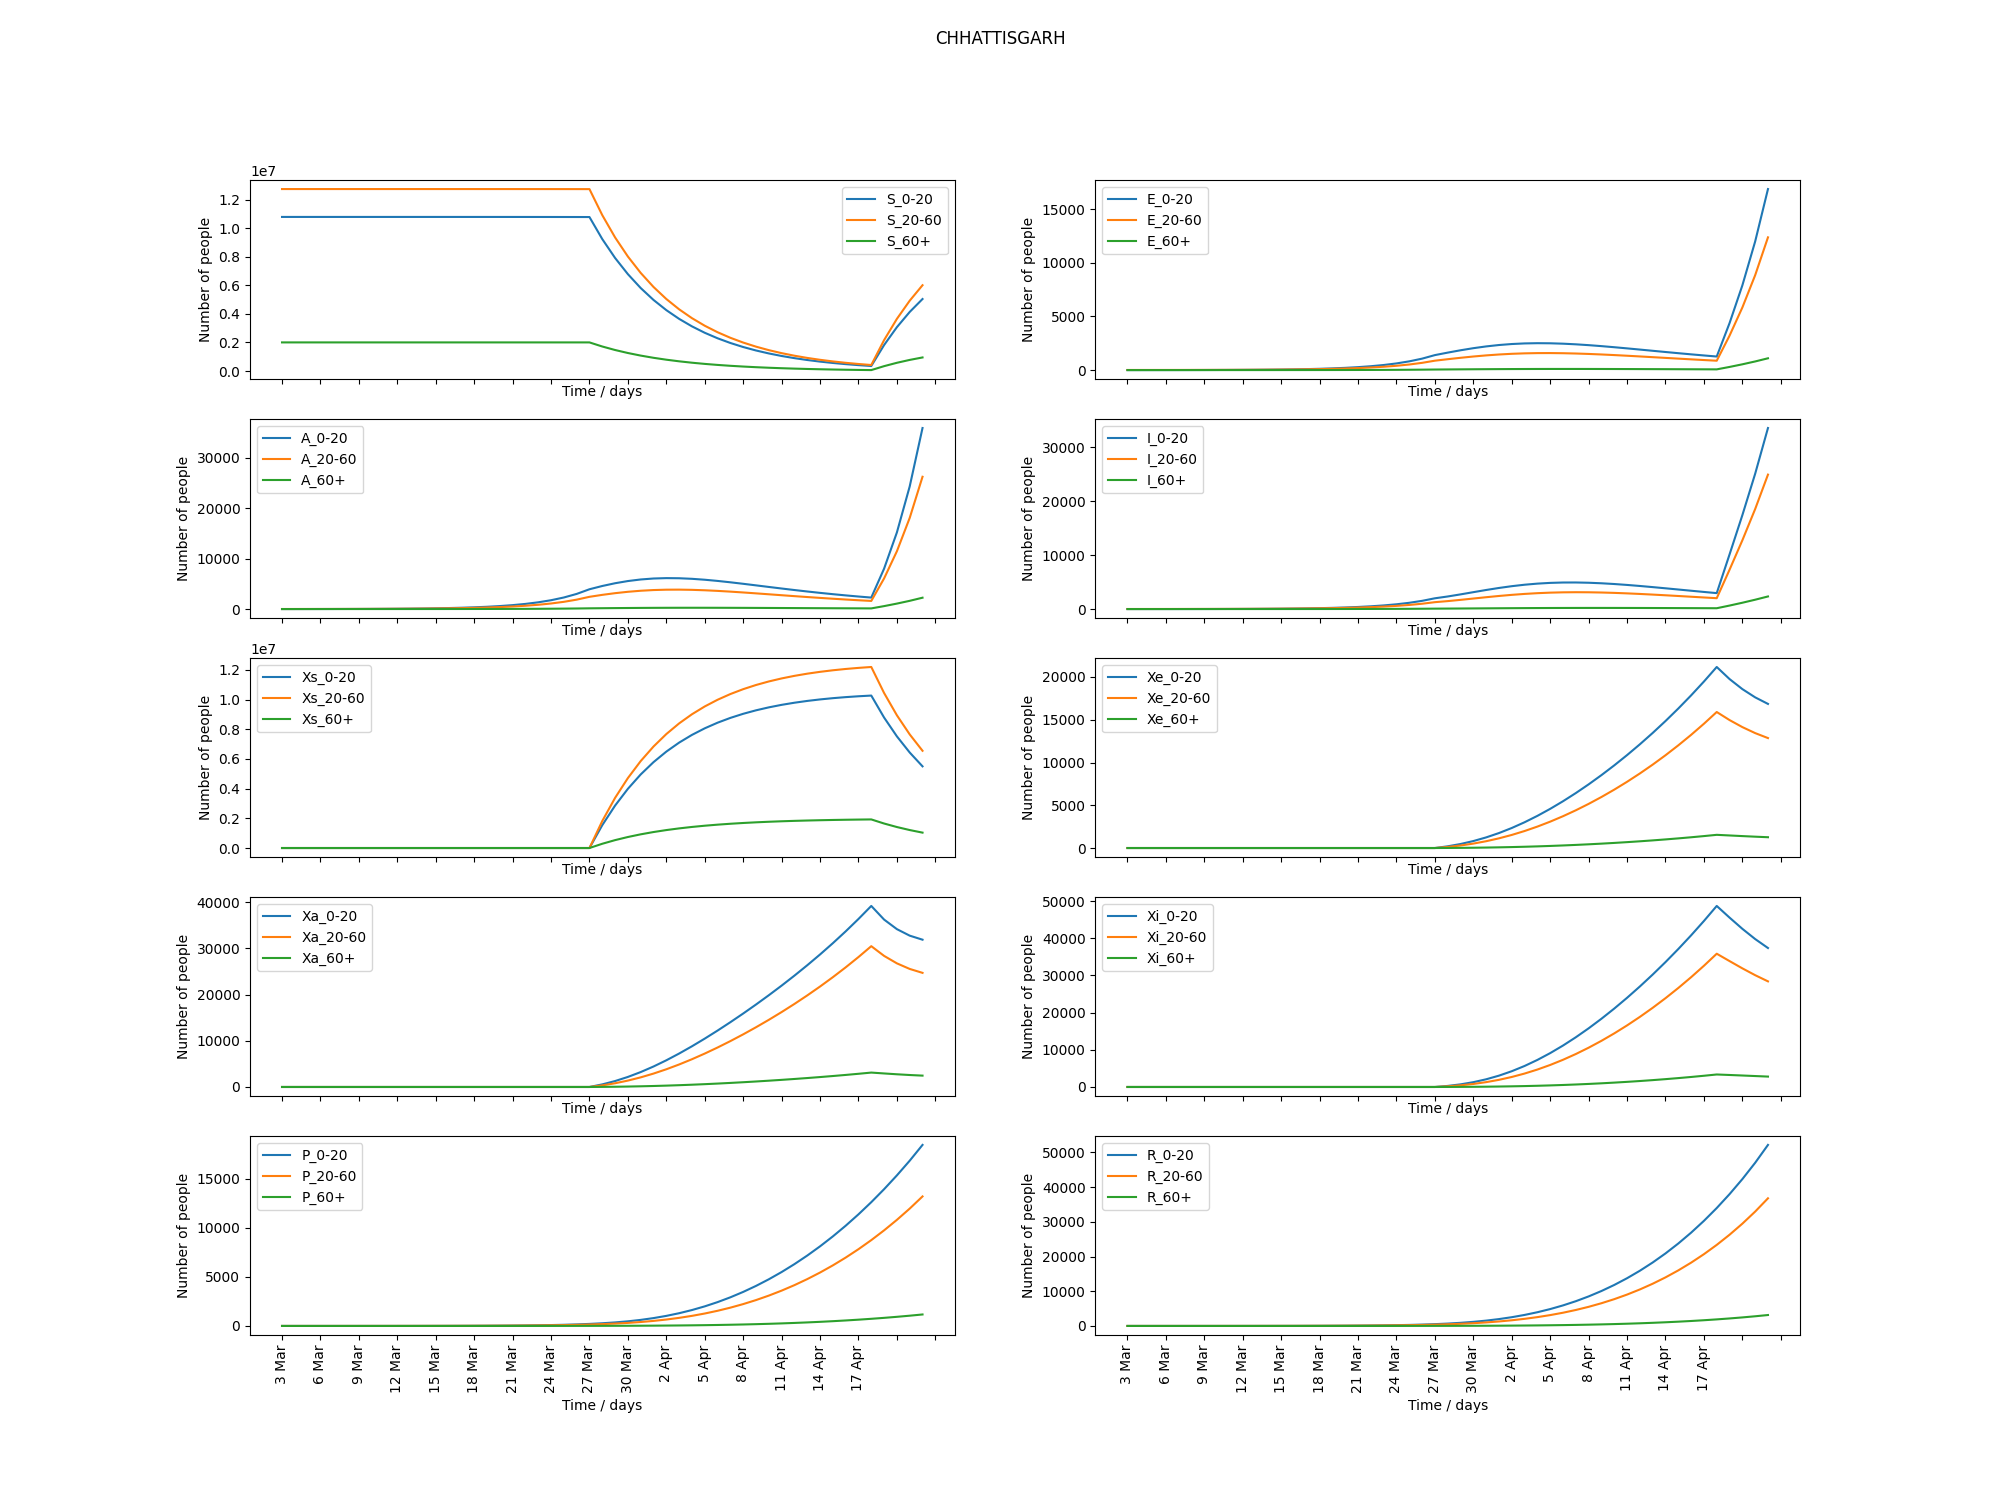 CHHATTISGARH
1e7
1.2
1.0
0.8
0.6
0.4
0.2
0.0
Number of people
S_0-20
S_20-60
S_60+
Time / days
15000
10000
5000
0
Number of people
E_0-20
E_20-60
E_60+
Time / days
30000
20000
10000
0
Number of people
A_0-20
A_20-60
A_60+
Time / days
30000
20000
10000
0
Number of people
I_0-20
I_20-60
I_60+
Time / days
1e7
1.2
1.0
0.8
0.6
0.4
0.2
0.0
Number of people
Xs_0-20
Xs_20-60
Xs_60+
Time / days
20000
15000
10000
5000
0
Number of people
Xe_0-20
Xe_20-60
Xe_60+
Time / days
40000
30000
20000
10000
0
Number of people
Xa_0-20
Xa_20-60
Xa_60+
Time / days
50000
40000
30000
20000
10000
0
Number of people
Xi_0-20
Xi_20-60
Xi_60+
Time / days
15000
10000
5000
0
Number of people
P_0-20
P_20-60
P_60+
3 Mar
6 Mar
9 Mar
12 Mar
15 Mar
18 Mar
21 Mar
24 Mar
27 Mar
30 Mar
2 Apr
5 Apr
8 Apr
11 Apr
14 Apr
17 Apr
Time / days
50000
40000
30000
20000
10000
0
Number of people
R_0-20
R_20-60
R_60+
3 Mar
6 Mar
9 Mar
12 Mar
15 Mar
18 Mar
21 Mar
24 Mar
27 Mar
30 Mar
2 Apr
5 Apr
8 Apr
11 Apr
14 Apr
17 Apr
Time / days